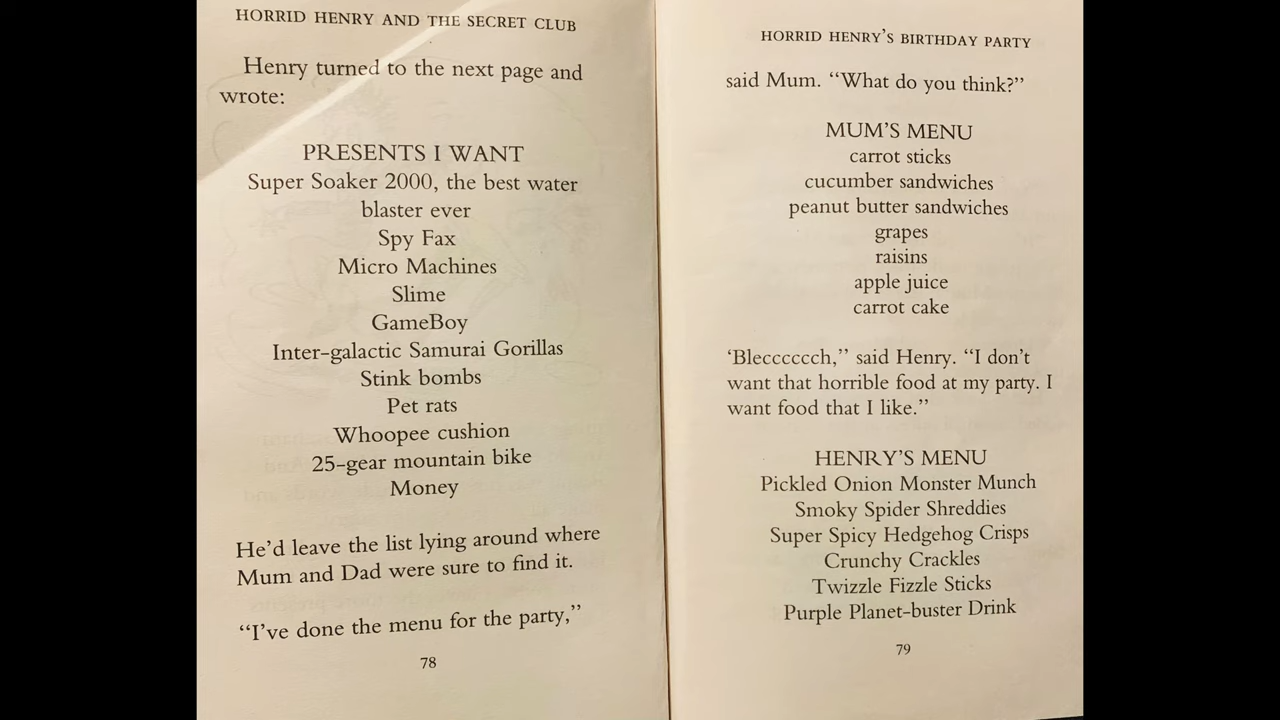 HORRID HENRY AND THE SECRET CLUB
Henry turned to the next page and
wrote:
PRESENTS I WANT
Super Soaker 2000, the best water
blaster ever
Spy Fax
Micro Machines
Slime
GameBoy
Inter-galactic Samurai Gorillas
Stink bombs
Pet rats
Whoopee cushion
25-gear mountain bike
Money
He’d leave the list lying around where
Mum and Dad were sure to find it.
“I’ve done the menu for the party,”
78
HORRID HENRY’S BIRTHDAY PARTY
said Mum. “What do you think?”
MUM’S MENU
carrot sticks
cucumber sandwiches
peanut butter sandwiches
grapes
raisins
apple juice
carrot cake
‘Blecccccch,” said Henry. “I don’t
want that horrible food at my party. I
want food that I like.”
HENRY’S MENU
Pickled Onion Monster Munch
Smoky Spider Shreddies
Super Spicy Hedgehog Crisps
Crunchy Crackles
Twizzle Fizzle Sticks
Purple Planet-buster Drink
79